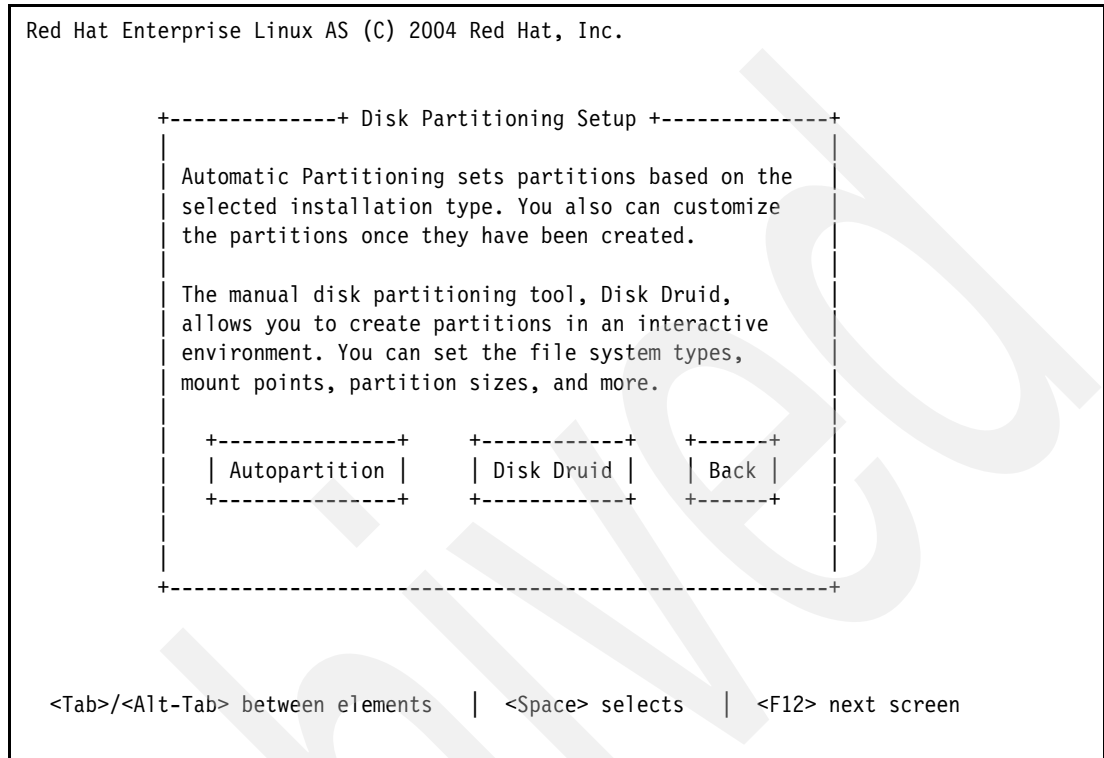 Red Hat Enterprise Linux AS (C) 2004 Red Hat, Inc.
+--------------+ Disk Partitioning Setup +--------------+
Automatic Partitioning sets partitions based on the
selected installation type. You also can customize
the partitions once they have been created.
The manual disk partitioning tool, Disk Druid,
allows you to create partitions in an interactive
environment. You can set the file system types,
mount points, partition sizes, and more.
+---------------+ +------------+ +------+
| Autopartition | | Disk Druid | | Back |
+---------------+ +------------+ +------+
+-------------------------------------------------------+
<Tab>/<Alt-Tab> between elements | <Space> selects | <F12> next screen
hived